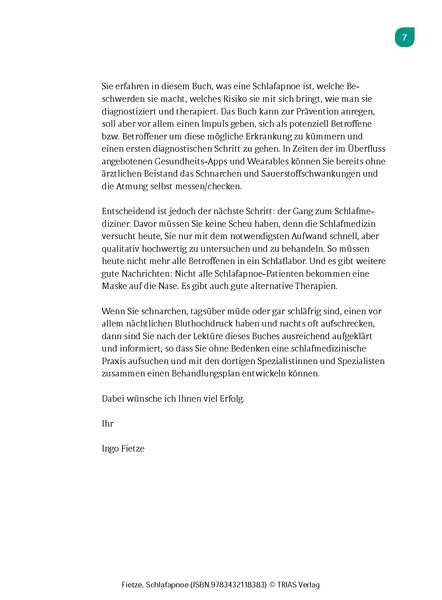 7
Sie erfahren in diesem Buch, was eine Schlafapnoe ist, welche Be-
schwerden sie macht, welches Risiko sie mit sich bringt, wie man sie
diagnostiziert und therapiert. Das Buch kann zur Prävention anregen,
soll aber vor allem einen Impuls geben, sich als potenziell Betroffene
bzw. Betroffener um diese mögliche Erkrankung zu kümmern und
einen ersten diagnostischen Schritt zu gehen. In Zeiten der im Überfluss
angebotenen Gesundheits-Apps und Wearables können Sie bereits ohne
ärztlichen Beistand das Schnarchen und Sauerstoffschwankungen und
die Atmung selbst messen/checken.
Entscheidend ist jedoch der nächste Schritt: der Gang zum Schlafme-
diziner. Davor müssen Sie keine Scheu haben, denn die Schlafmedizin
versucht heute, Sie nur mit dem notwendigsten Aufwand schnell, aber
qualitativ hochwertig zu untersuchen und zu behandeln. So müssen
heute nicht mehr alle Betroffenen in ein Schlaflabor. Und es gibt weitere
gute Nachrichten: Nicht alle Schlafapnoe-Patienten bekommen eine
Maske auf die Nase. Es gibt auch gute alternative Therapien.
Wenn Sie schnarchen, tagsüber müde oder gar schläfrig sind, einen vor
allem nächtlichen Bluthochdruck haben und nachts oft aufschrecken,
dann sind Sie nach der Lektüre dieses Buches ausreichend aufgeklärt
und informiert, so dass Sie ohne Bedenken eine schlafmedizinische
Praxis aufsuchen und mit den dortigen Spezialistinnen und Spezialisten
zusammen einen Behandlungsplan entwickeln können.
Dabei wünsche ich Ihnen viel Erfolg.
Ihr
Ingo Fietze
Fietze, Schlafapnoe (ISBN 9783432118383) © TRIAS Verlag